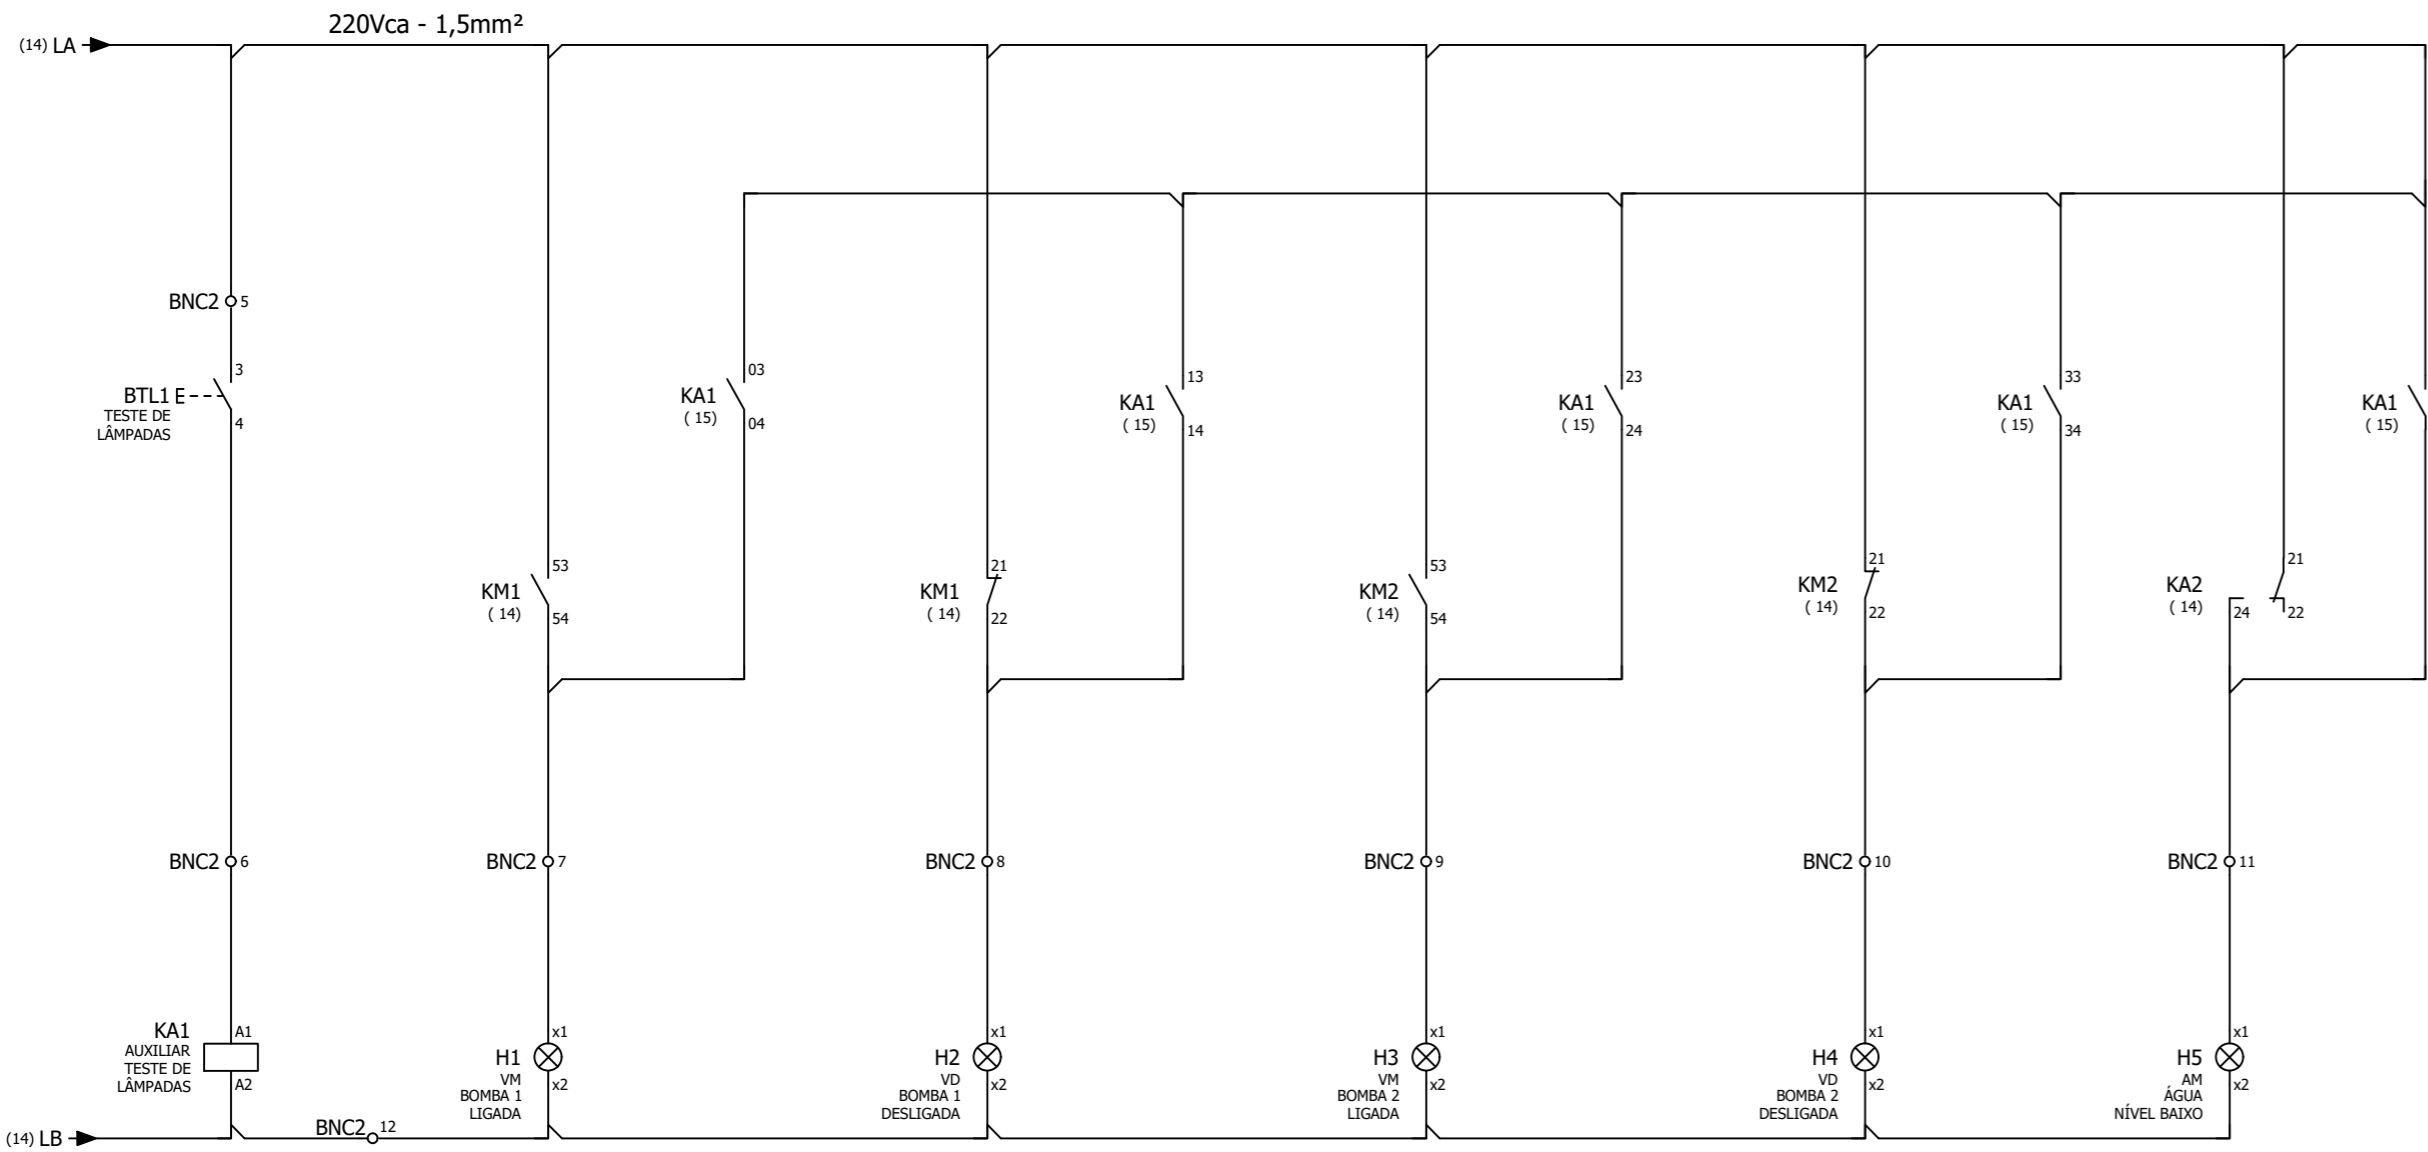 220Vca - 1,5mm²
(14) LA
BNC2 5
3
BTL1
TESTE DE
LÂMPADAS
4
03
KA1
( 15)
04
13
KA1
( 15)
14
23
KA1
( 15)
24
33
KA1
( 15)
34
KA1
( 15)
53
KM1
( 14)
54
21
KM1
( 14)
22
53
KM2
( 14)
54
21
KM2
( 14)
22
21
KA2
( 14)
24
22
BNC2 6
BNC2 7
BNC2 8
BNC2 9
BNC2 10
BNC2 11
KA1
A1
AUXILIAR
TESTE DE
LÂMPADAS
A2
x1
H1
VM
BOMBA 1
LIGADA
x2
x1
H2
VD
BOMBA 1
DESLIGADA
x2
x1
H3
VM
BOMBA 2
LIGADA
x2
x1
H4
VD
BOMBA 2
DESLIGADA
x2
x1
H5
AM
ÁGUA
NÍVEL BAIXO
x2
(14) LB
BNC2 12